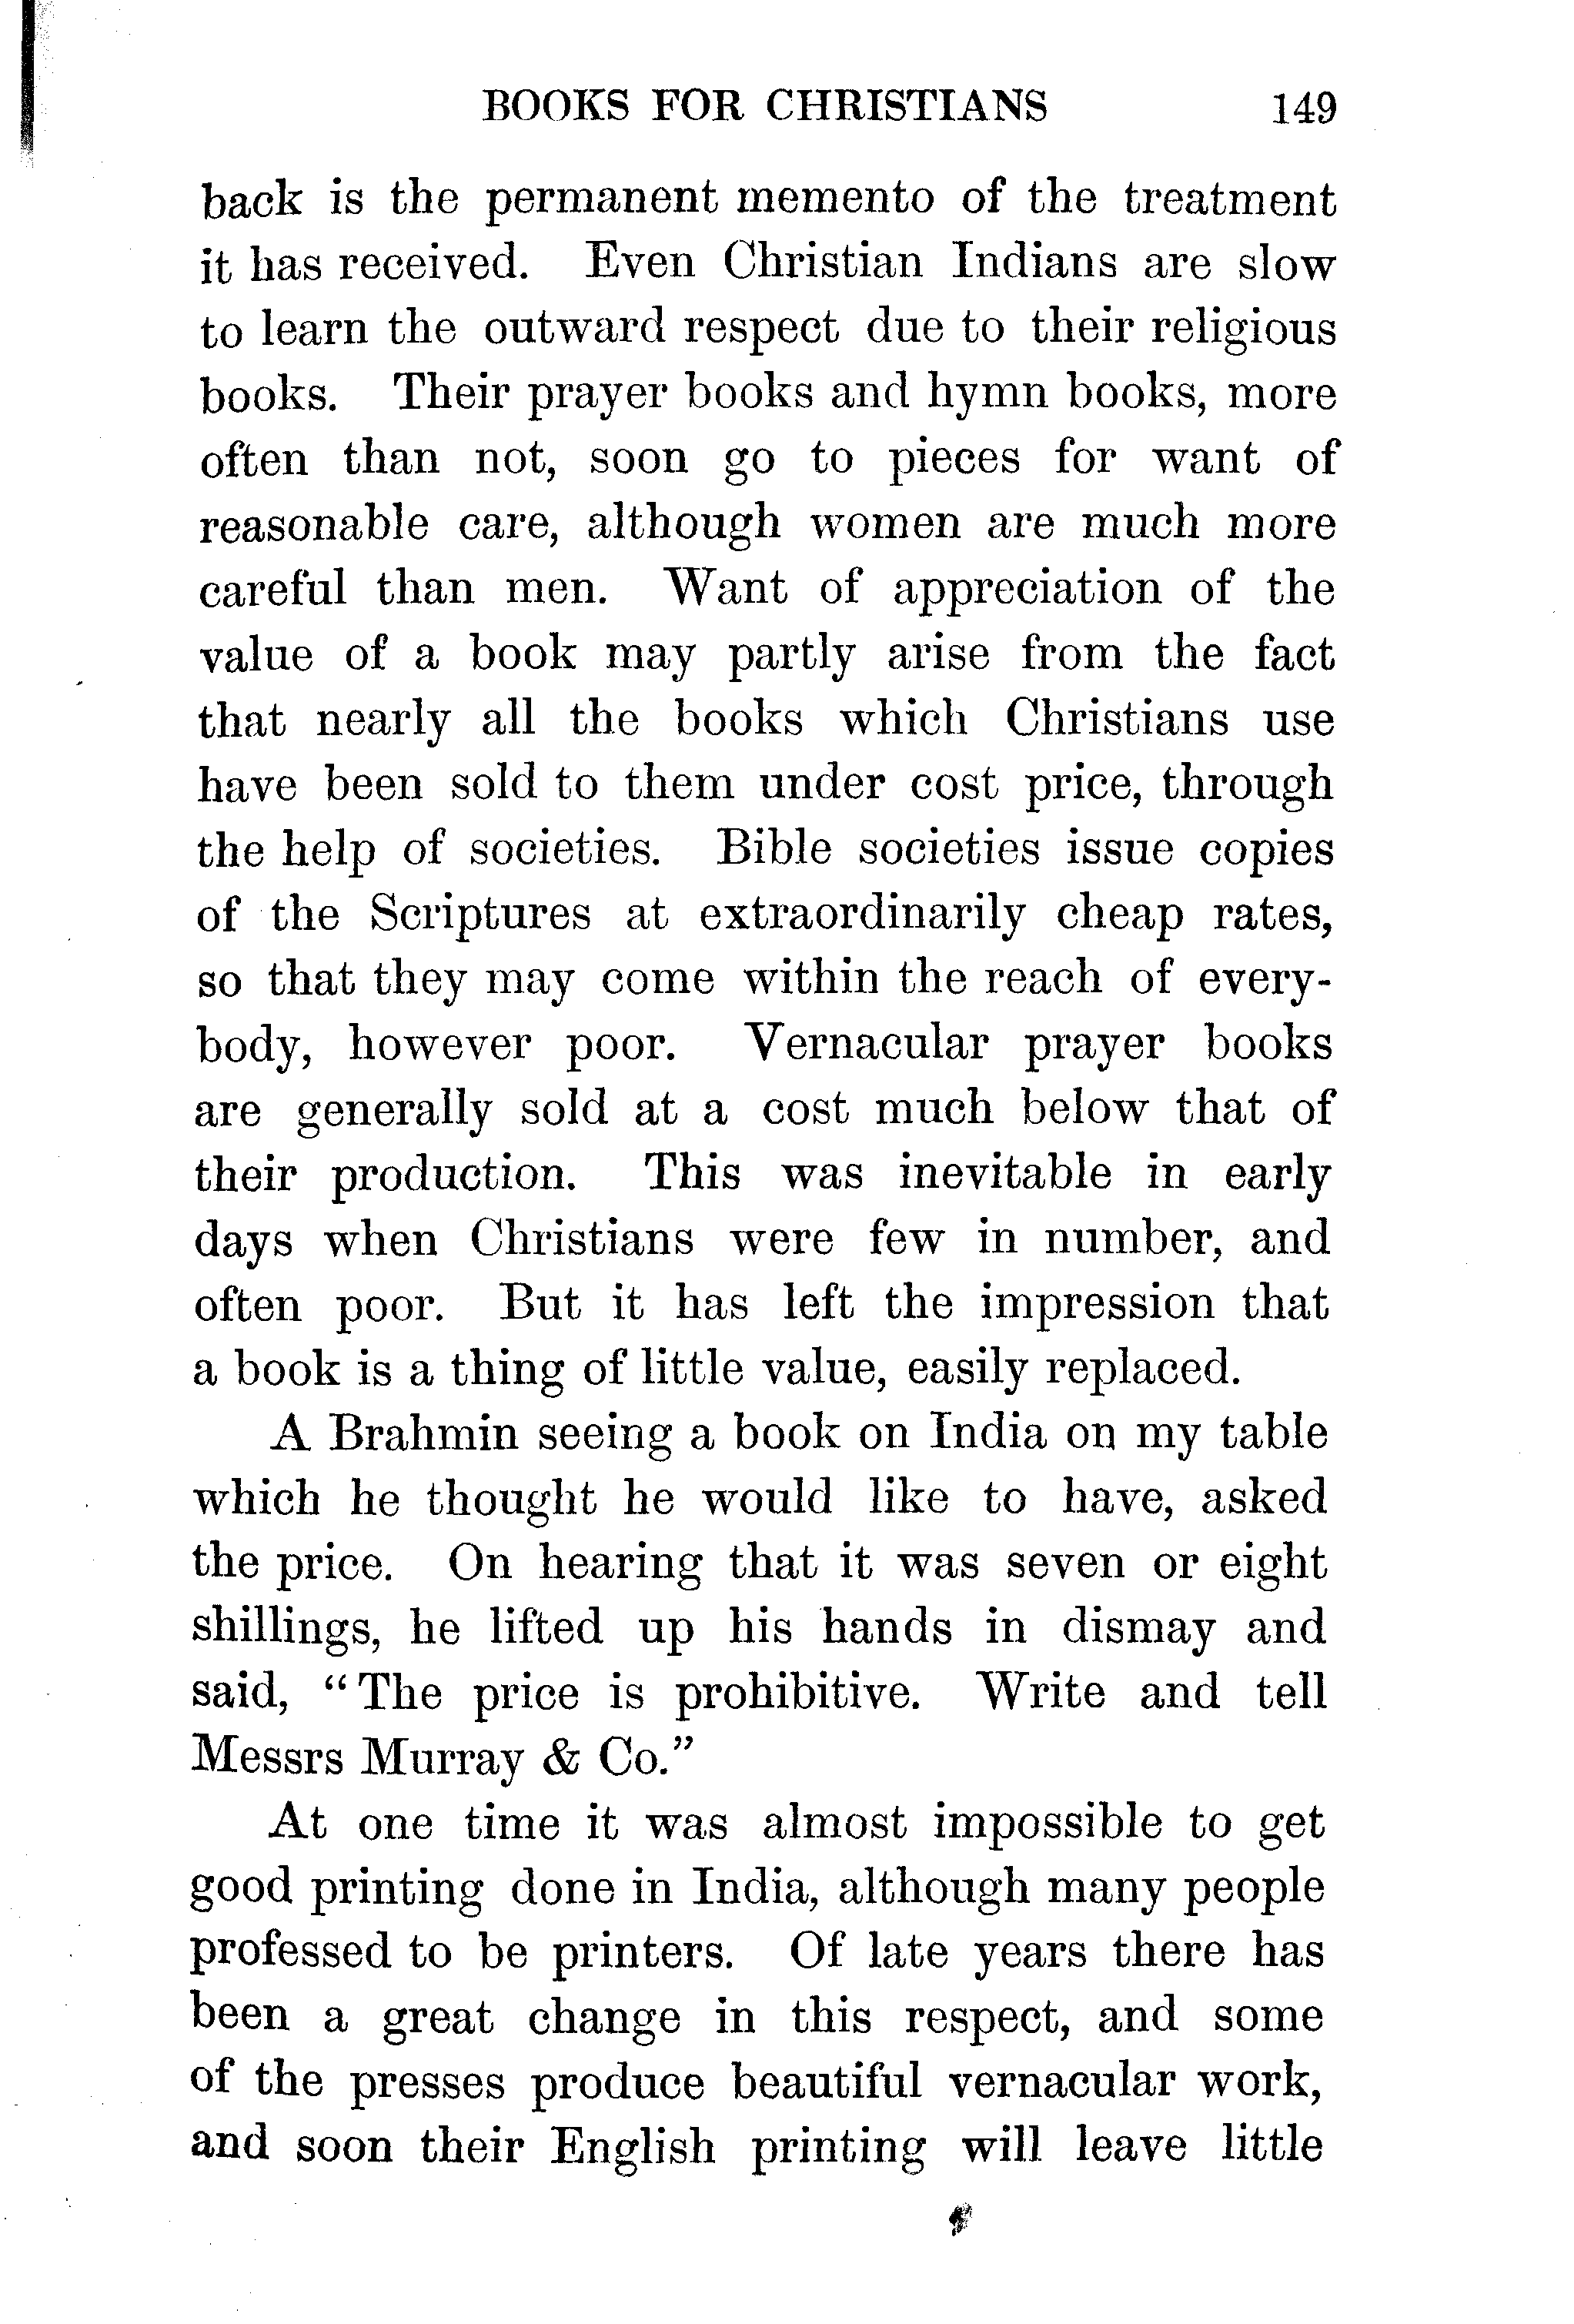 BOOKS FOR CHRISTIANS 149
back is the permanent memento of the treatment
it has received. Even Christian Indians are slow
to learn the outward respect due to their religious
books. Their prayer books and hymn books, more
often than not, soon go to pieces for want of
reasonable care, although women are much more
careful than men. Want of appreciation of the
value of a book may partly arise from the fact
that nearly all the books which Christians use
have been sold to them under cost price, through
the help of societies. Bible societies issue copies
of the Scriptures at extraordinarily cheap rates,
so that they may come within the reach of every-
body, however poor. Vernacular prayer books
are generally sold at a cost much below that of
their production. This was inevitable in early
days when Christians were few in number, and
often poor. But it has left the impression that
a book is a thing of little value, easily replaced.
A Brahmin seeing a book on India on my table
which he thought he would like to have, asked
the price. On hearing that it was seven or eight
shillings, he lifted up his hands in dismay and
said, “The price is prohibitive. Write and tell
Messrs Murray & Co.”
At one time it was almost impossible to get
good printing done in India, although many people
professed to be printers. Of late years there has
been a great change in this respect, and some
of the presses produce beautiful vernacular work,
and soon their English printing will leave little